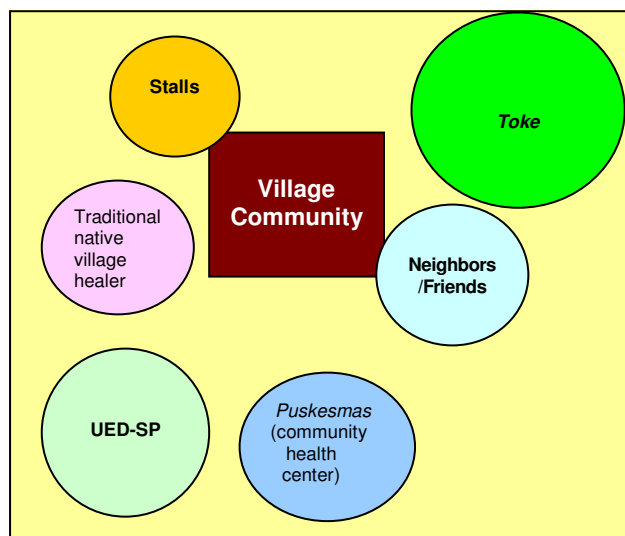 Stalls
Toke
Village
Community
Traditional
native
village
healer
Neighbors
/Friends
UED-SP
Puskesmas
(community
health
center)